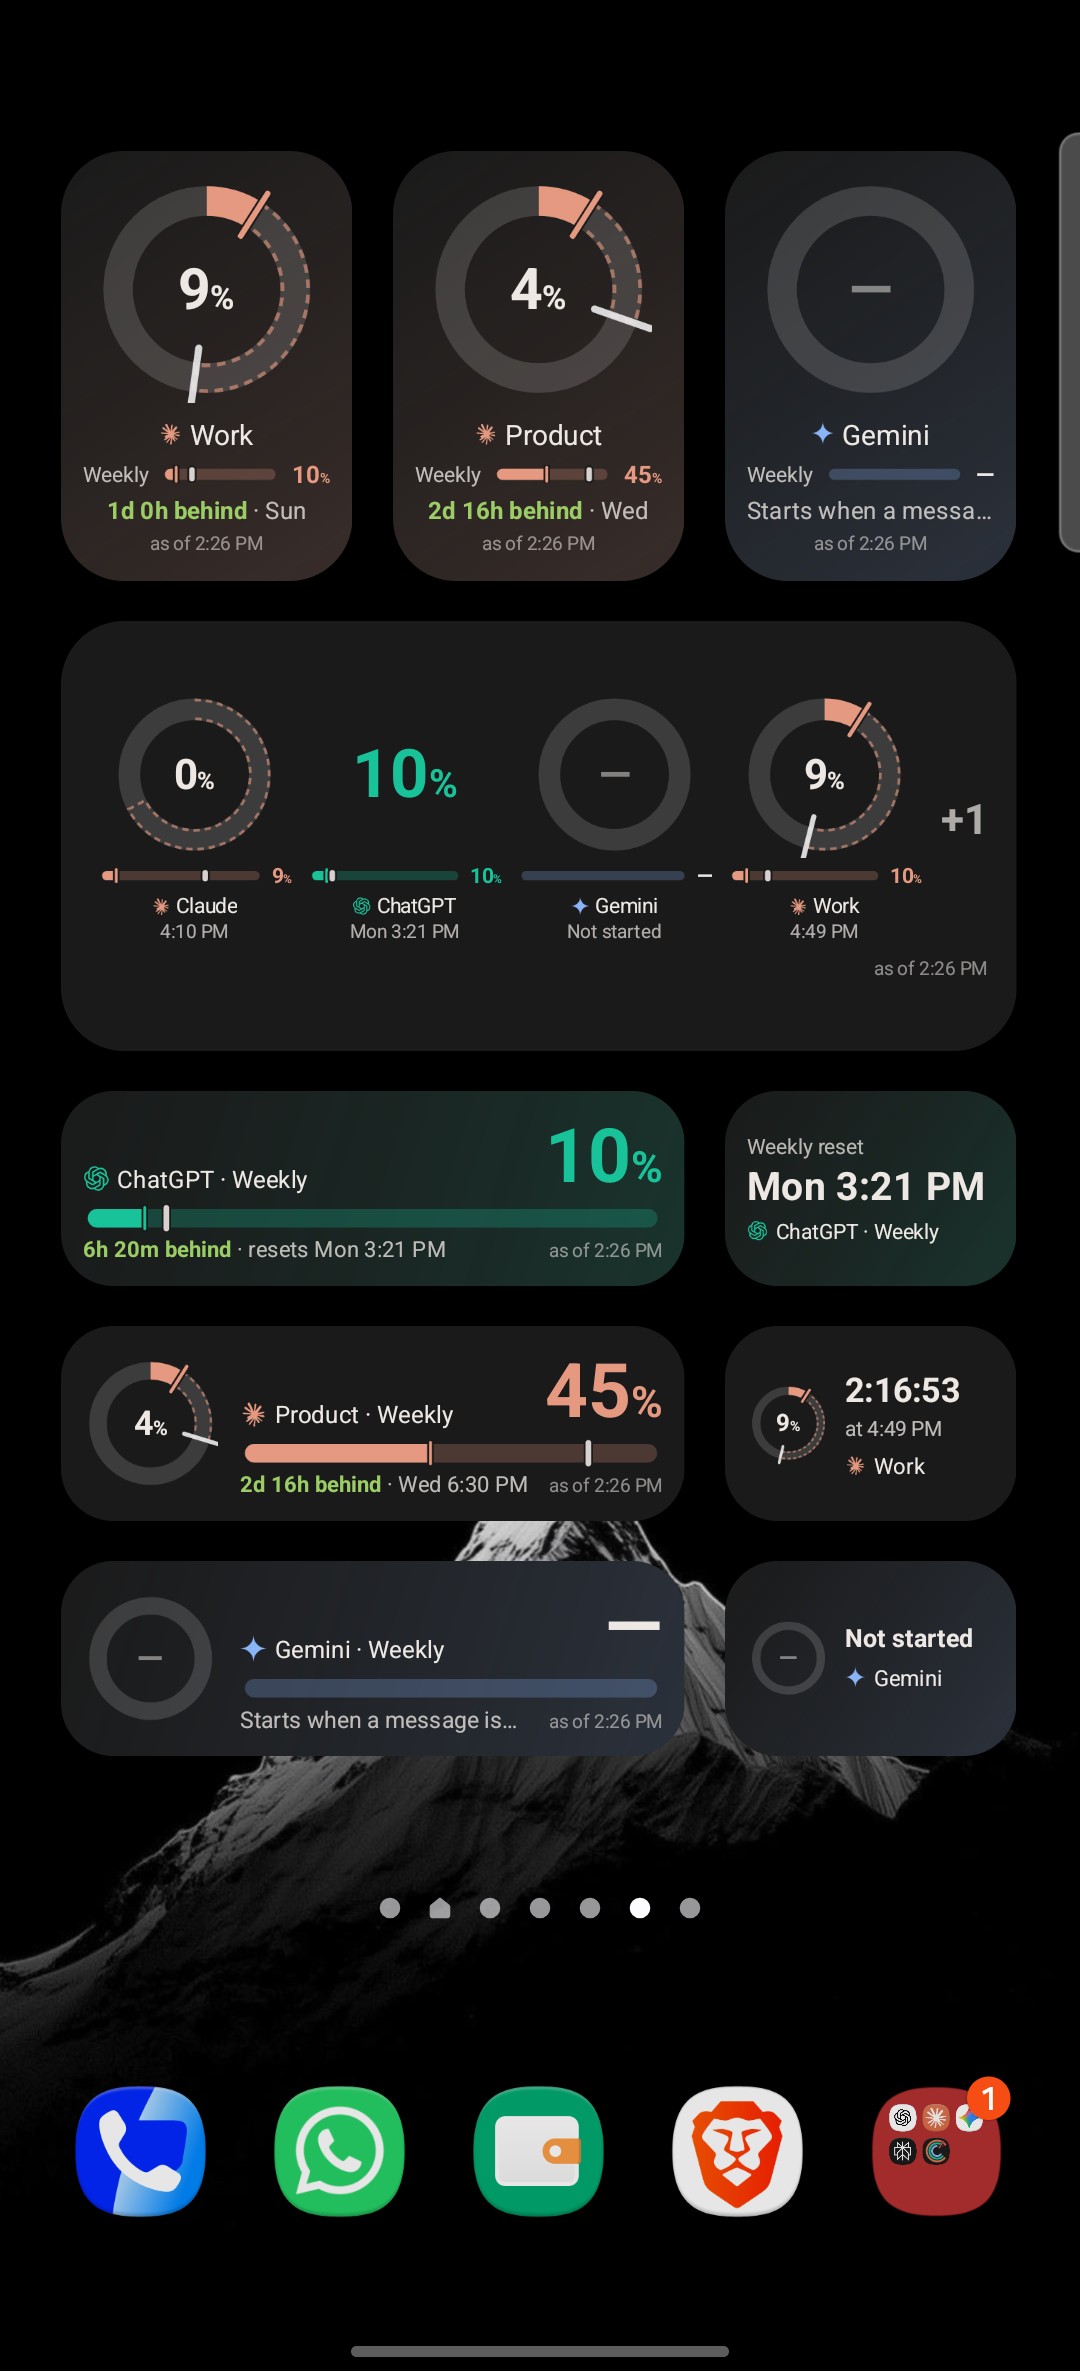 9%
Work
Weekly 10%
1d 0h behind · Sun
as of 2:26 PM
4%
Product
Weekly 45%
2d 16h behind · Wed
as of 2:26 PM
–
Gemini
Weekly –
Starts when a messa...
as of 2:26 PM
0%
9%
Claude
4:10 PM
10%
10%
ChatGPT
Mon 3:21 PM
–
–
Gemini
Not started
9%
10%
Work
4:49 PM
+1
as of 2:26 PM
10%
ChatGPT · Weekly
6h 20m behind · resets Mon 3:21 PM
as of 2:26 PM
Weekly reset
Mon 3:21 PM
ChatGPT · Weekly
4%
45%
Product · Weekly
2d 16h behind · Wed 6:30 PM
as of 2:26 PM
9%
2:16:53
at 4:49 PM
Work
–
–
Gemini · Weekly
Starts when a message is...
as of 2:26 PM
–
Not started
Gemini
1